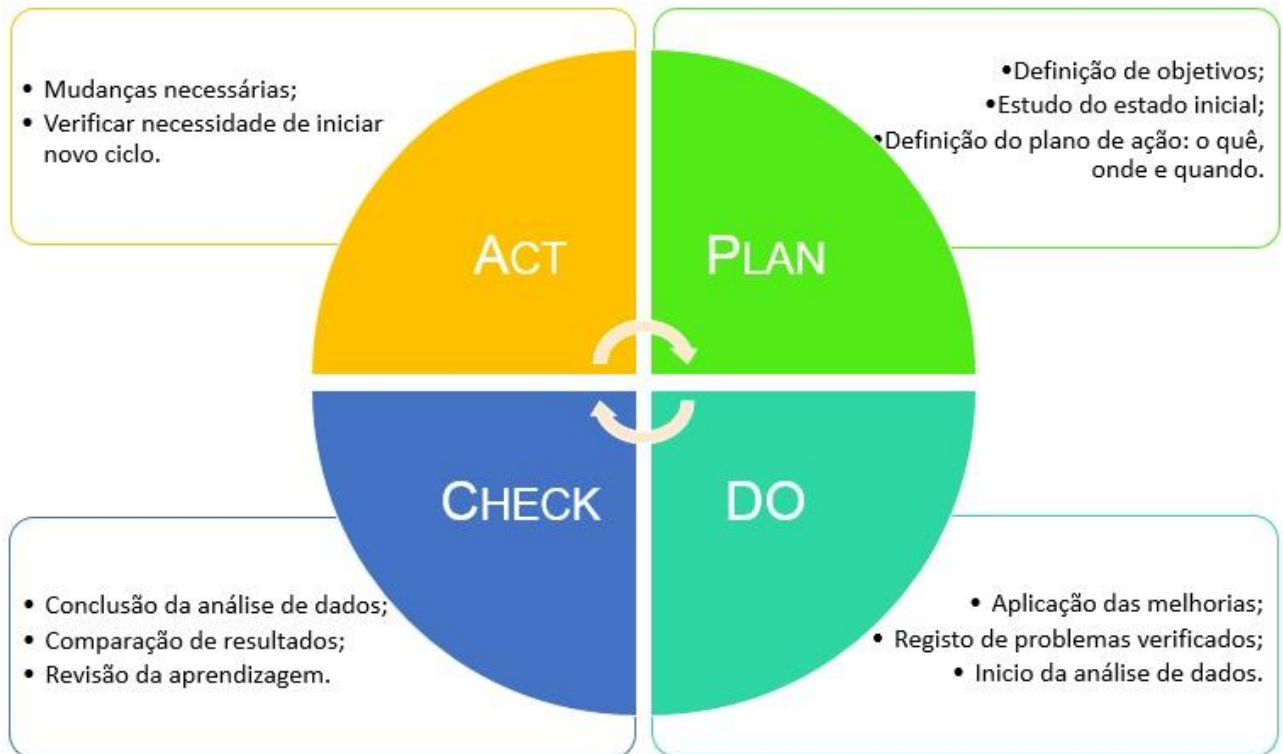 • Mudanças necessárias;
• Verificar necessidade de iniciar
novo ciclo.
•Definição de objetivos;
•Estudo do estado inicial;
•Definição do plano de ação: o quê,
onde e quando.
ACT
PLAN
CHECK
DO
• Conclusão da análise de dados;
• Comparação de resultados;
• Revisão da aprendizagem.
• Aplicação das melhorias;
• Registo de problemas verificados;
• Inicio da análise de dados.